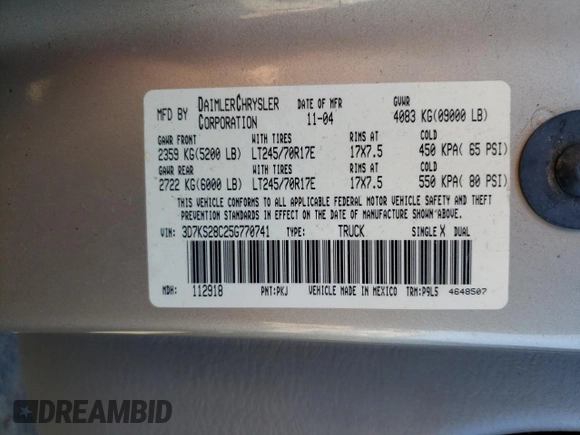 MFD BY DAIMLERCHRYSLER CORPORATION
DATE OF MFR 11-04
GVWR 4083 KG(09000 LB)
GAWR FRONT WITH TIRES RIMS AT COLD
2359 KG(5200 LB) LT245/70R17E 17X7.5 450 KPA( 65 PSI)
GAWR REAR WITH TIRES RIMS AT COLD
2722 KG(6000 LB) LT245/70R17E 17X7.5 550 KPA( 80 PSI)
THIS VEHICLE CONFORMS TO ALL APPLICABLE FEDERAL MOTOR VEHICLE SAFETY AND THEFT
PREVENTION STANDARDS IN EFFECT ON THE DATE OF MANUFACTURE SHOWN ABOVE.
VIN: 3D7KS28C25G770741 TYPE: TRUCK SINGLE X DUAL
MDH: 112918 PNT:PKJ VEHICLE MADE IN MEXICO TRM:P9L5 4648507
DREAMBID